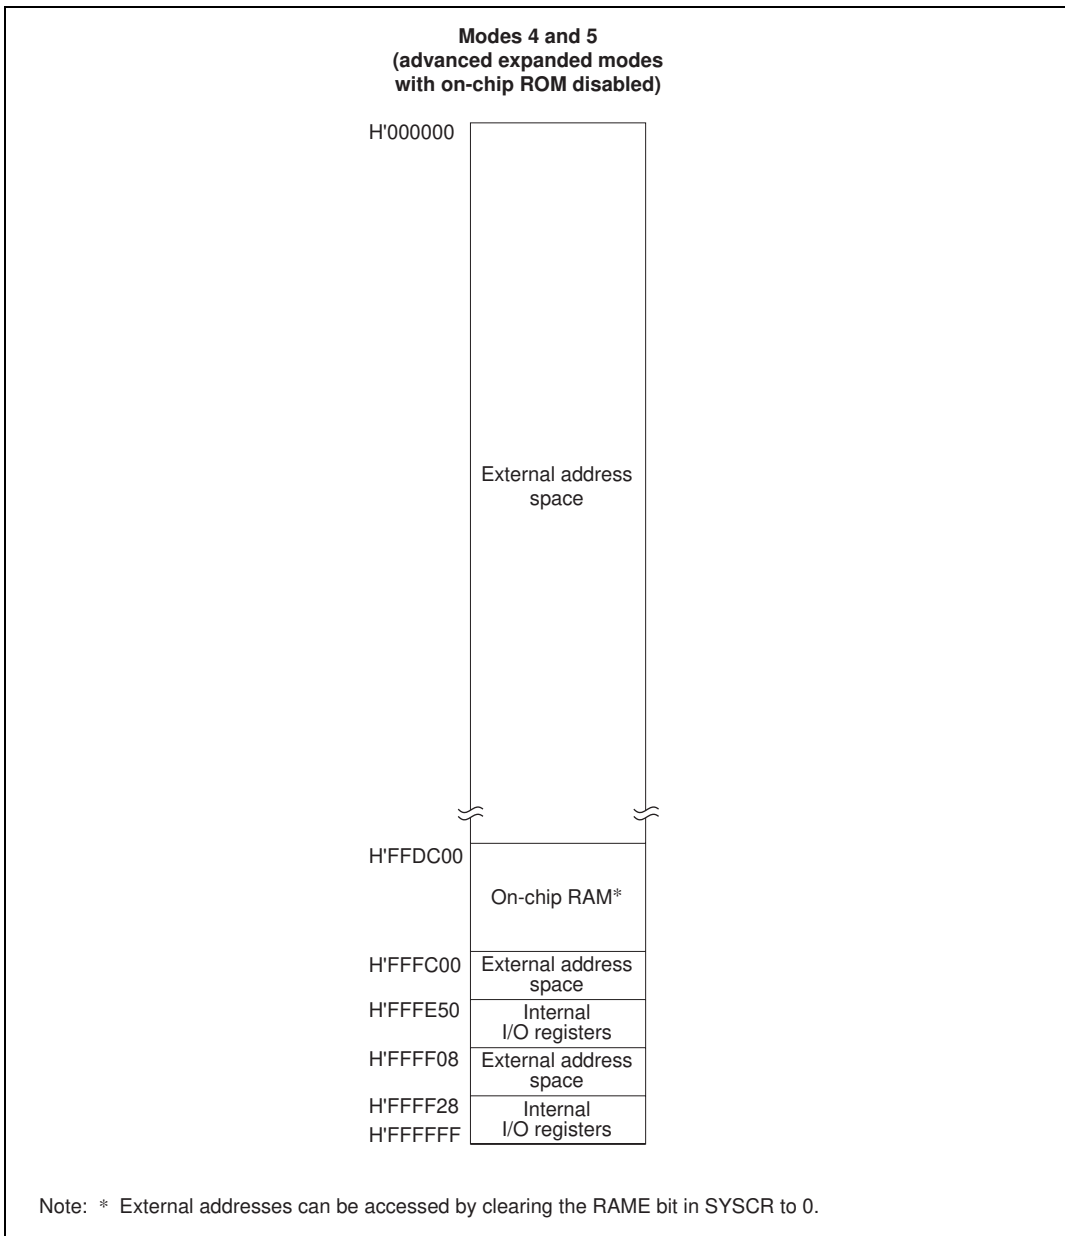 Modes 4 and 5
(advanced expanded modes
with on-chip ROM disabled)
H'000000
External address
space
H'FFDC00
On-chip RAM*
H'FFFC00
External address
space
H'FFFE50
Internal
I/O registers
H'FFFF08
External address
space
H'FFFF28
Internal
I/O registers
H'FFFFFF
Note: * External addresses can be accessed by clearing the RAME bit in SYSCR to 0.